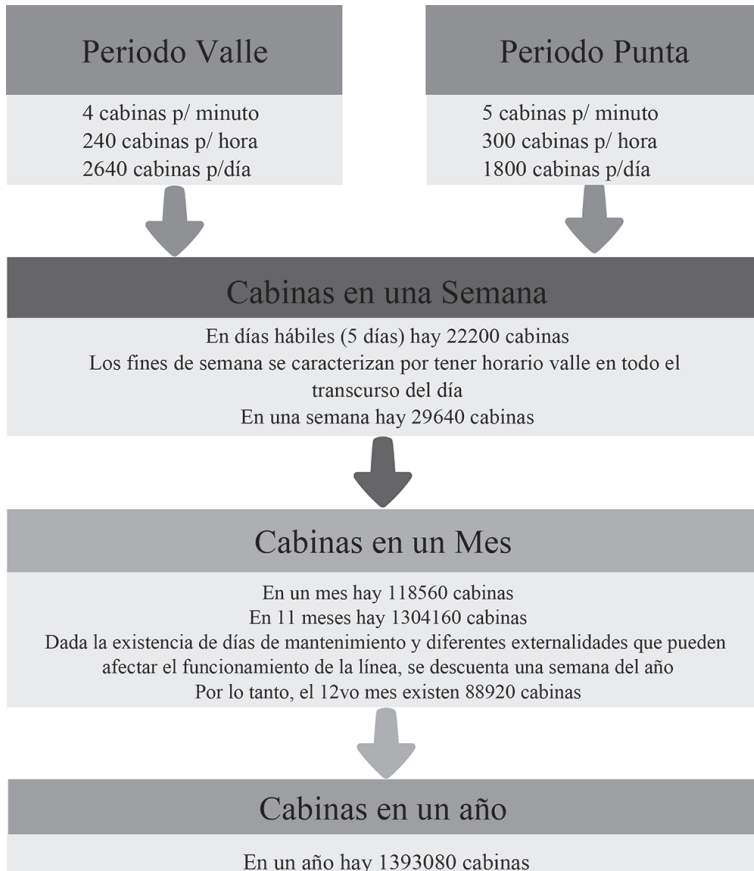 Periodo Valle
4 cabinas p/ minuto
240 cabinas p/ hora
2640 cabinas p/día
Periodo Punta
5 cabinas p/ minuto
300 cabinas p/ hora
1800 cabinas p/día
Cabinas en una Semana
En días hábiles (5 días) hay 22200 cabinas
Los fines de semana se caracterizan por tener horario valle en todo el
transcurso del día
En una semana hay 29640 cabinas
Cabinas en un Mes
En un mes hay 118560 cabinas
En 11 meses hay 1304160 cabinas
Dada la existencia de días de mantenimiento y diferentes externalidades que pueden
afectar el funcionamiento de la línea, se descuenta una semana del año
Por lo tanto, el 12vo mes existen 88920 cabinas
Cabinas en un año
En un año hay 1393080 cabinas